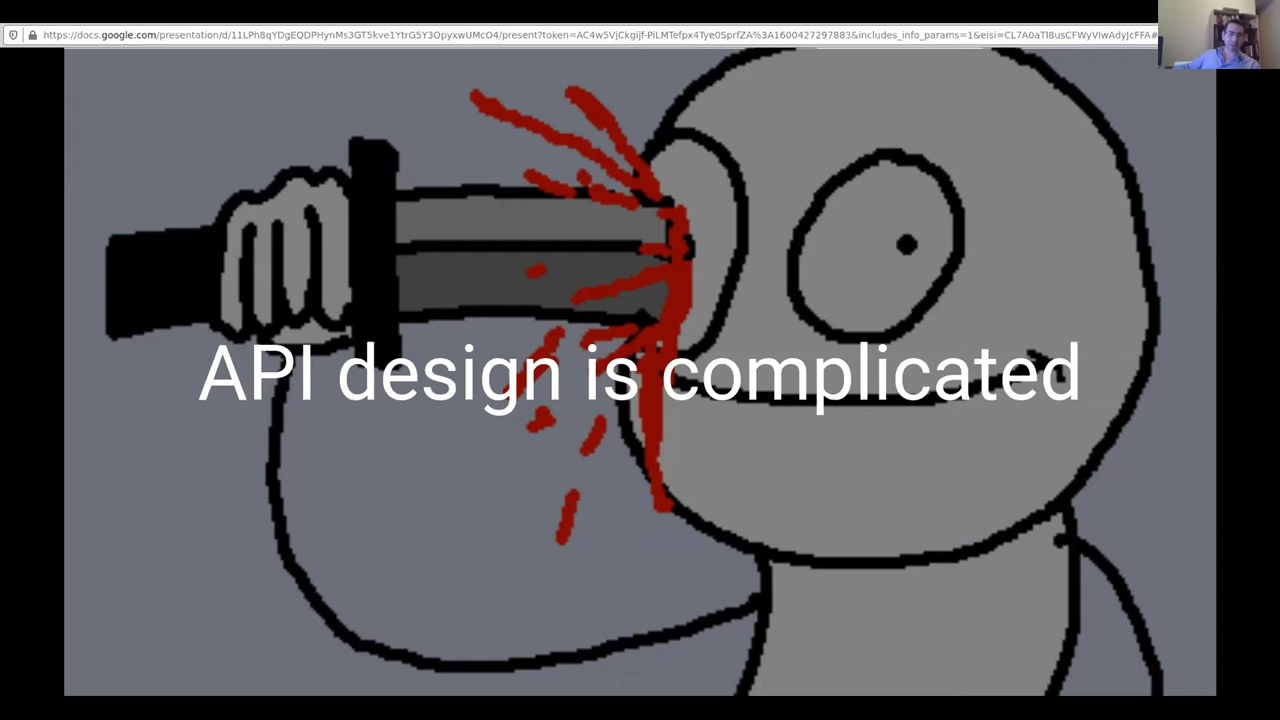 https://docs.google.com/presentation/d/11LPh8qYDgEQDPHynMs3GT5kve1YtrG5Y3OpyxwUMcO4/present?token=AC4w5VjCkgijf-PiLMTefpx4Tye0SprfZA%3A1600427297883&includes_info_params=1&eisi=CL7A0aTI8usCFWyVIwAdyJcFFA#
API design is complicated